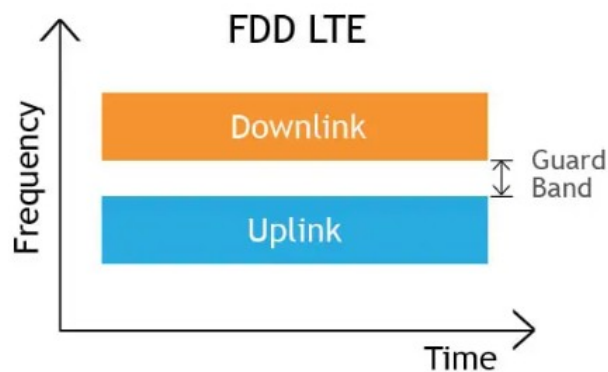 FDD LTE
Frequency
Downlink
Guard
Band
Uplink
Time